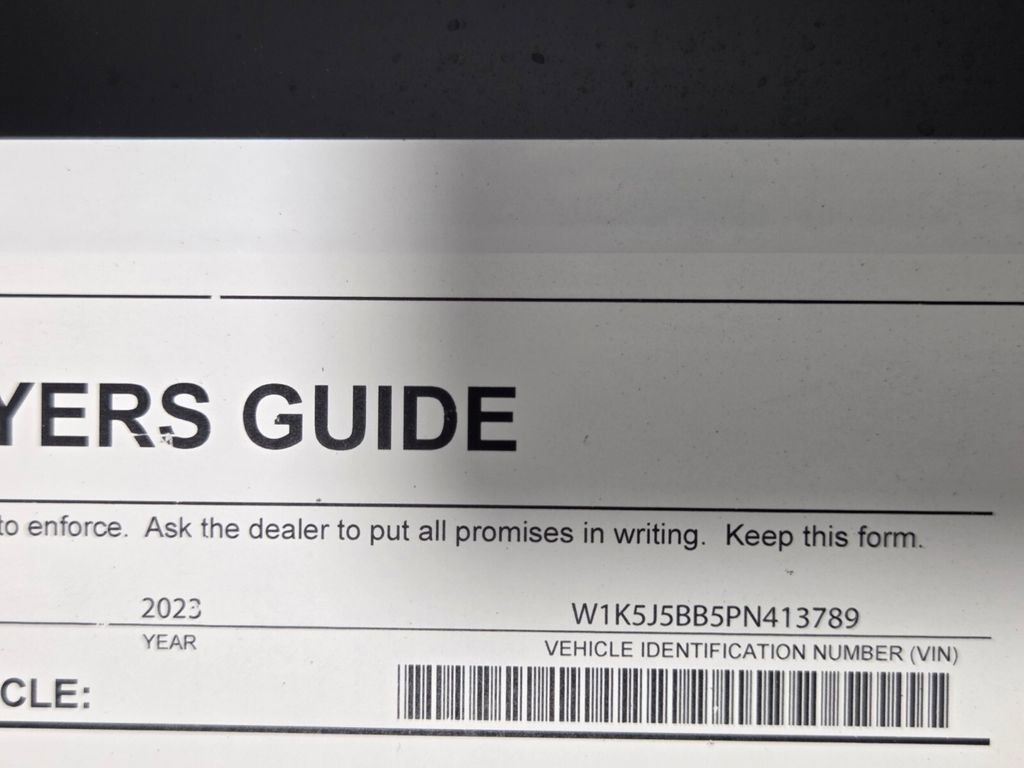 YERS GUIDE
to enforce. Ask the dealer to put all promises in writing. Keep this form.
2023 W1K5J5BB5PN413789
YEAR VEHICLE IDENTIFICATION NUMBER (VIN)
CLE: